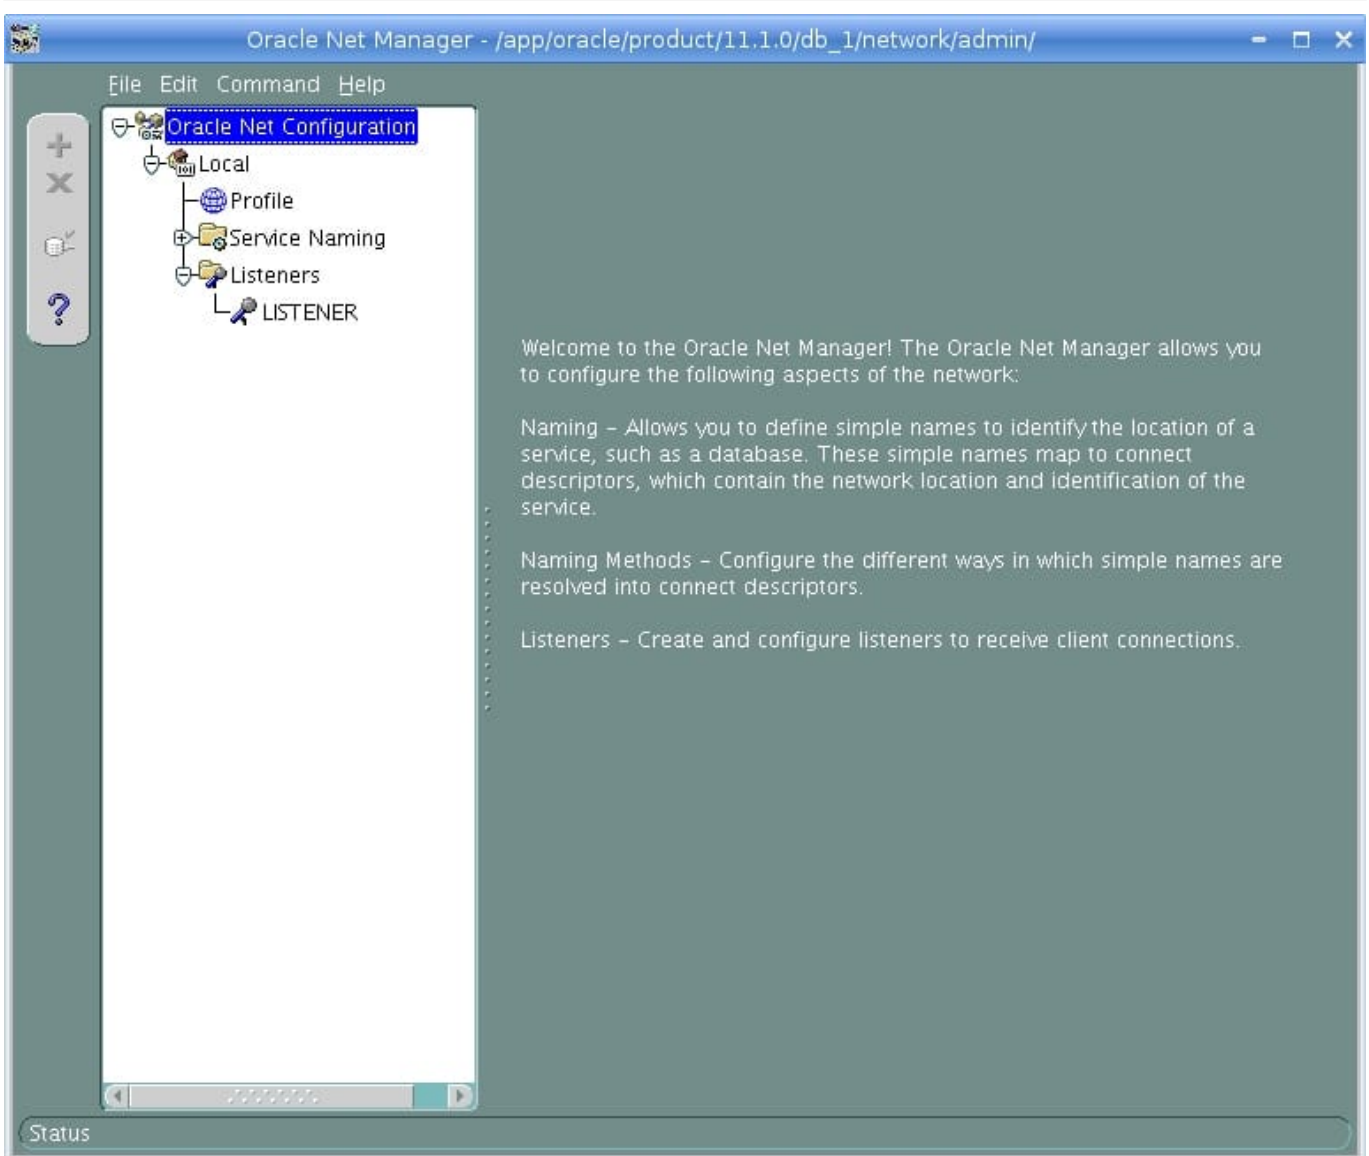 Oracle Net Manager - /app/oracle/product/11.1.0/db_1/network/admin/
File Edit Command Help
Oracle Net Configuration
Local
Profile
Service Naming
Listeners
LISTENER
Welcome to the Oracle Net Manager! The Oracle Net Manager allows you
to configure the following aspects of the network:
Naming – Allows you to define simple names to identify the location of a
service, such as a database. These simple names map to connect
descriptors, which contain the network location and identification of the
service.
Naming Methods – Configure the different ways in which simple names are
resolved into connect descriptors.
Listeners – Create and configure listeners to receive client connections.
Status